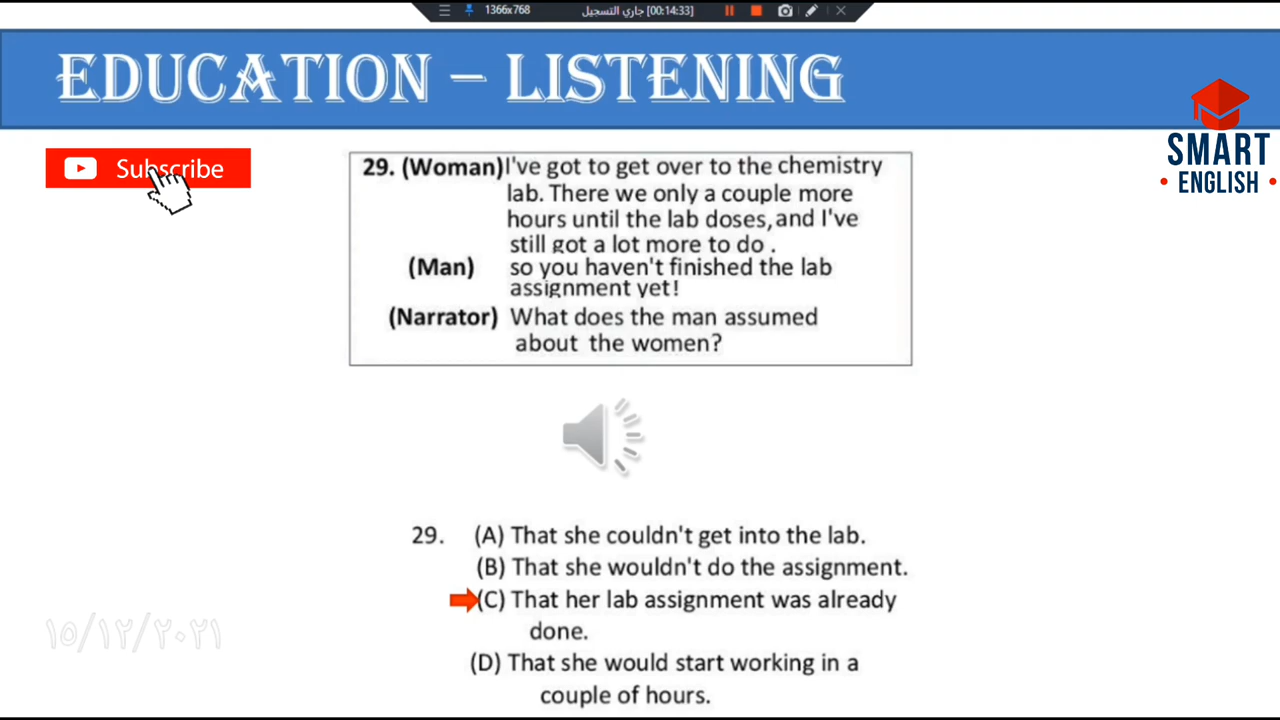 1366x768 جاري التسجيل [00:14:33]
EDUCATION – LISTENING
Subscribe
SMART
ENGLISH
29. (Woman) I've got to get over to the chemistry
lab. There we only a couple more
hours until the lab doses, and I've
still got a lot more to do .
(Man) so you haven't finished the lab
assignment yet!
(Narrator) What does the man assumed
about the women?
29. (A) That she couldn't get into the lab.
(B) That she wouldn't do the assignment.
(C) That her lab assignment was already
done.
(D) That she would start working in a
couple of hours.
١٥/١٢/٢٠٢١